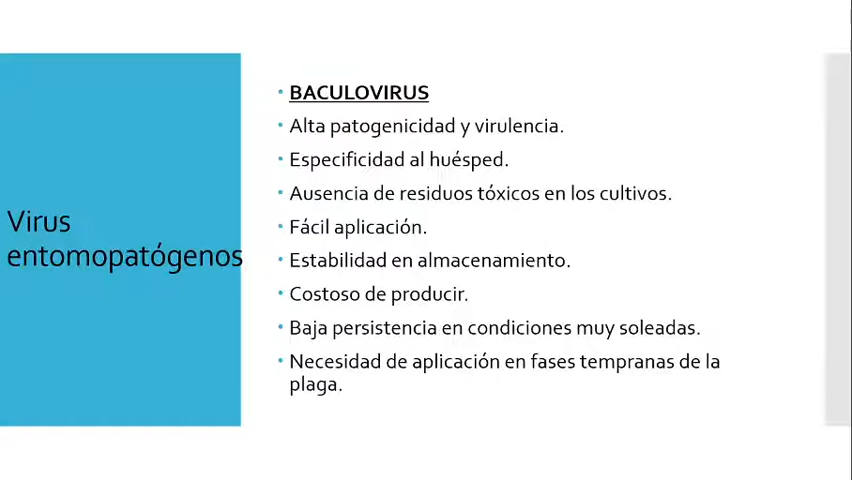 Virus
entomopatógenos
• BACULOVIRUS
• Alta patogenicidad y virulencia.
• Especificidad al huésped.
• Ausencia de residuos tóxicos en los cultivos.
• Fácil aplicación.
• Estabilidad en almacenamiento.
• Costoso de producir.
• Baja persistencia en condiciones muy soleadas.
• Necesidad de aplicación en fases tempranas de la
plaga.